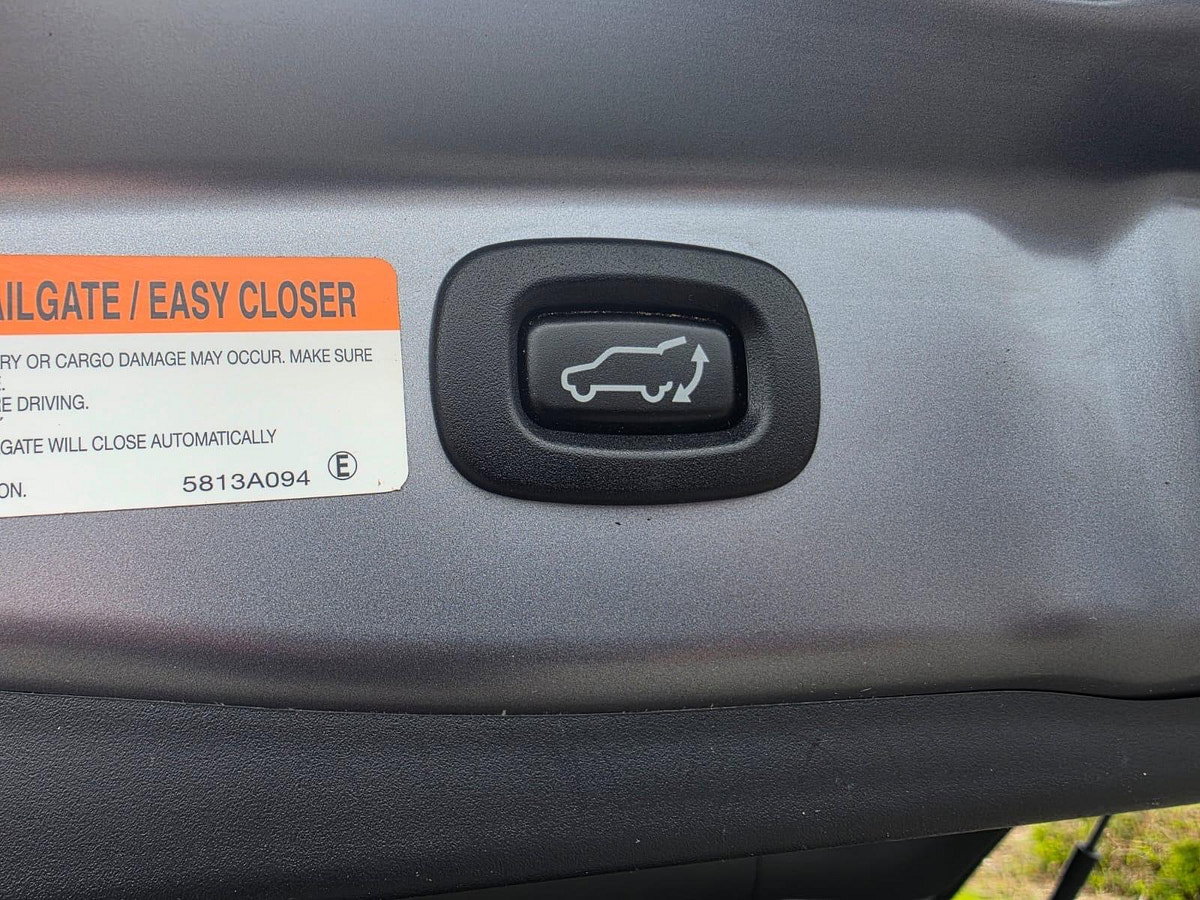 AILGATE / EASY CLOSER
RY OR CARGO DAMAGE MAY OCCUR. MAKE SURE
E.
E DRIVING.
GATE WILL CLOSE AUTOMATICALLY
ON.
5813A094 E